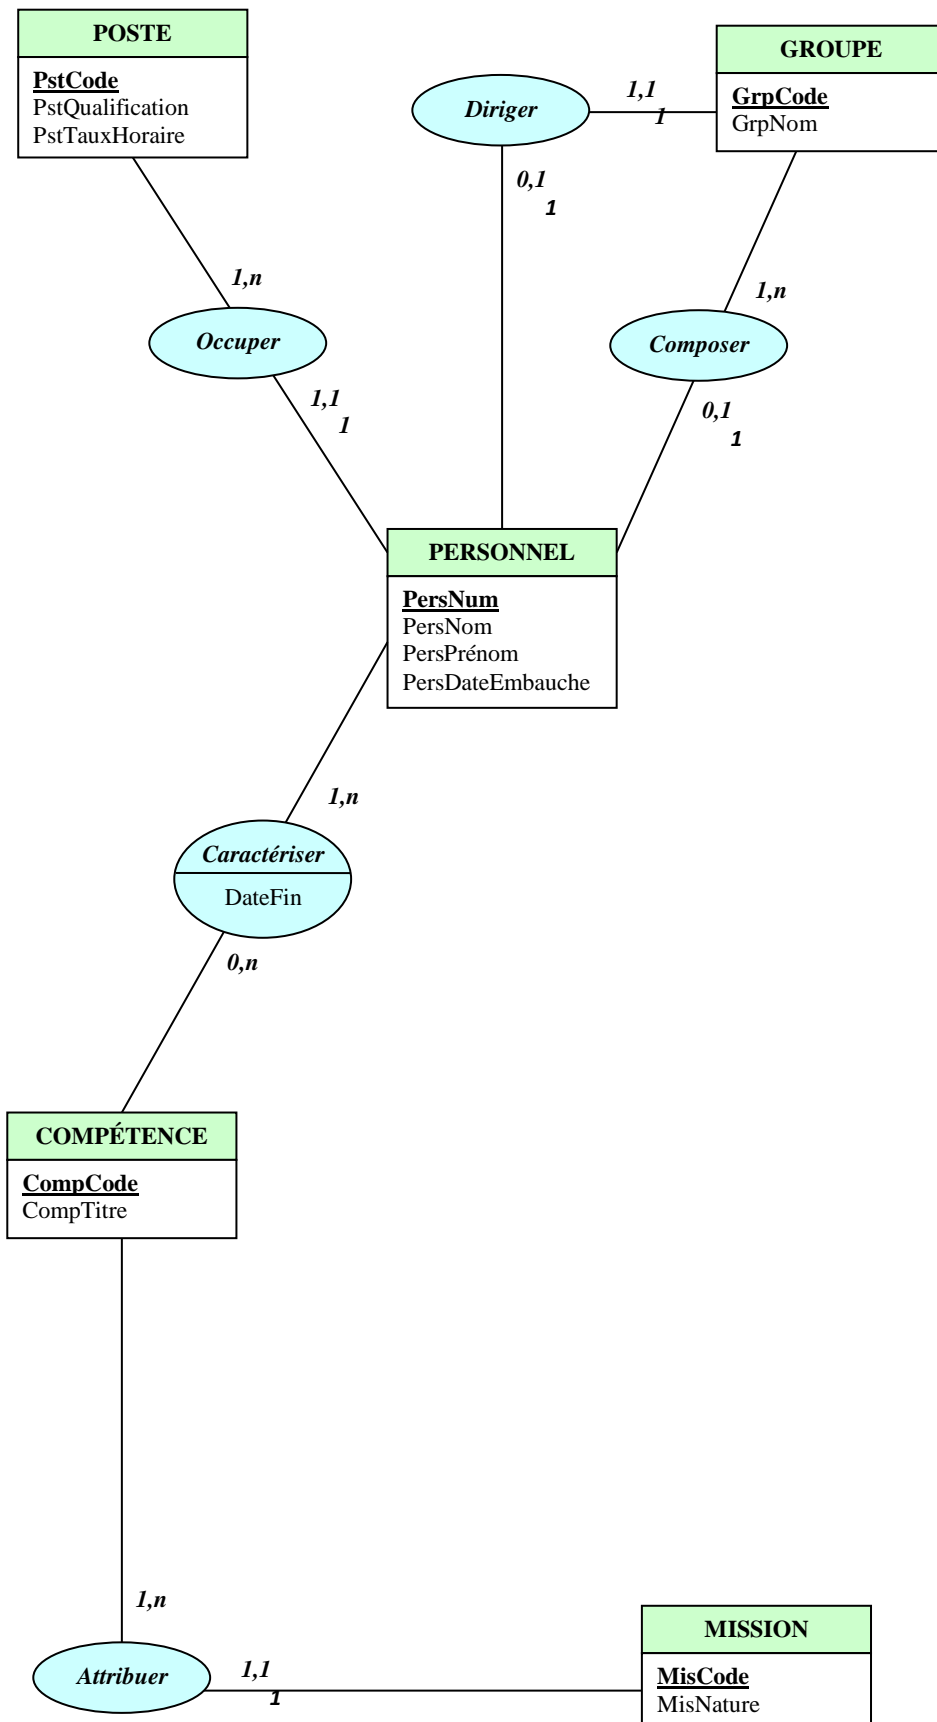 POSTE
PstCode
PstQualification
PstTauxHoraire
GROUPE
GrpCode
GrpNom
Diriger
1,1
1
0,1
1
1,n
Occuper
1,1
1
1,n
Composer
0,1
1
PERSONNEL
PersNum
PersNom
PersPrénom
PersDateEmbauche
1,n
Caractériser
DateFin
0,n
COMPÉTENCE
CompCode
CompTitre
1,n
Attribuer
1,1
1
MISSION
MisCode
MisNature